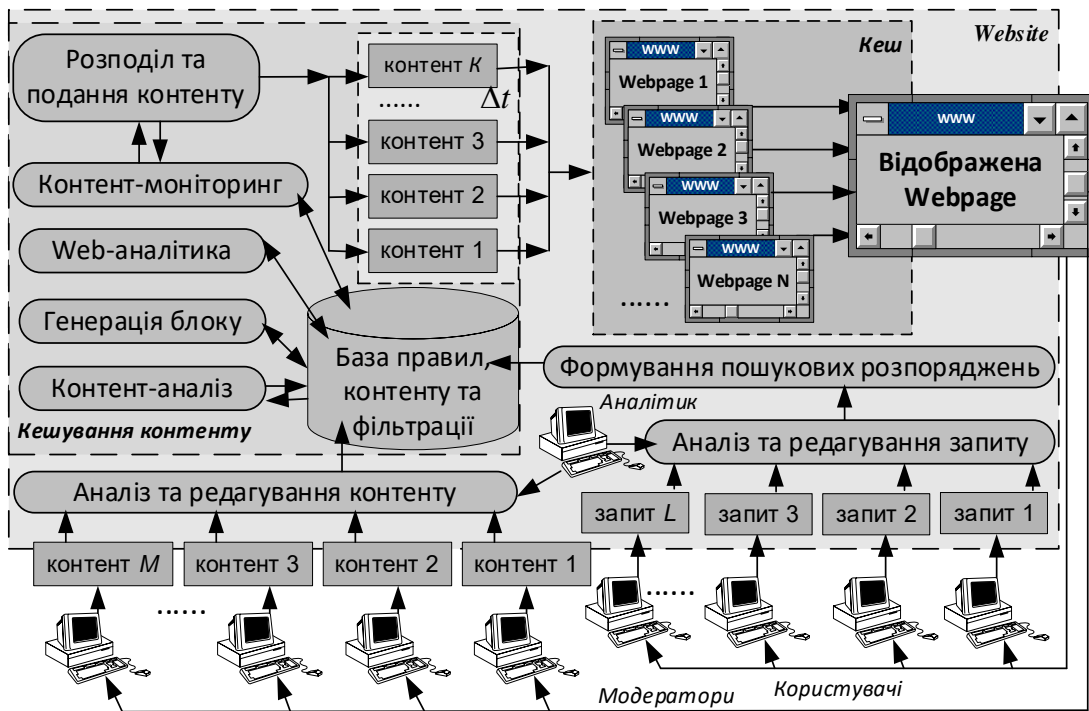 Website
Розподіл та
подання контенту
контент K
......
Δt
контент 3
контент 2
контент 1
Кеш
www
Webpage 1
Webpage 2
www
Webpage 3
www
Webpage N
......
www
Відображена
Webpage
Контент-моніторинг
Web-аналітика
Генерація блоку
Контент-аналіз
Кешування контенту
База правил,
контенту та
фільтрації
Формування пошукових розпоряджень
Аналітик
Аналіз та редагування запиту
Аналіз та редагування контенту
запит L
запит 3
запит 2
запит 1
контент M
контент 3
контент 2
контент 1
......
......
Модератори
Користувачі